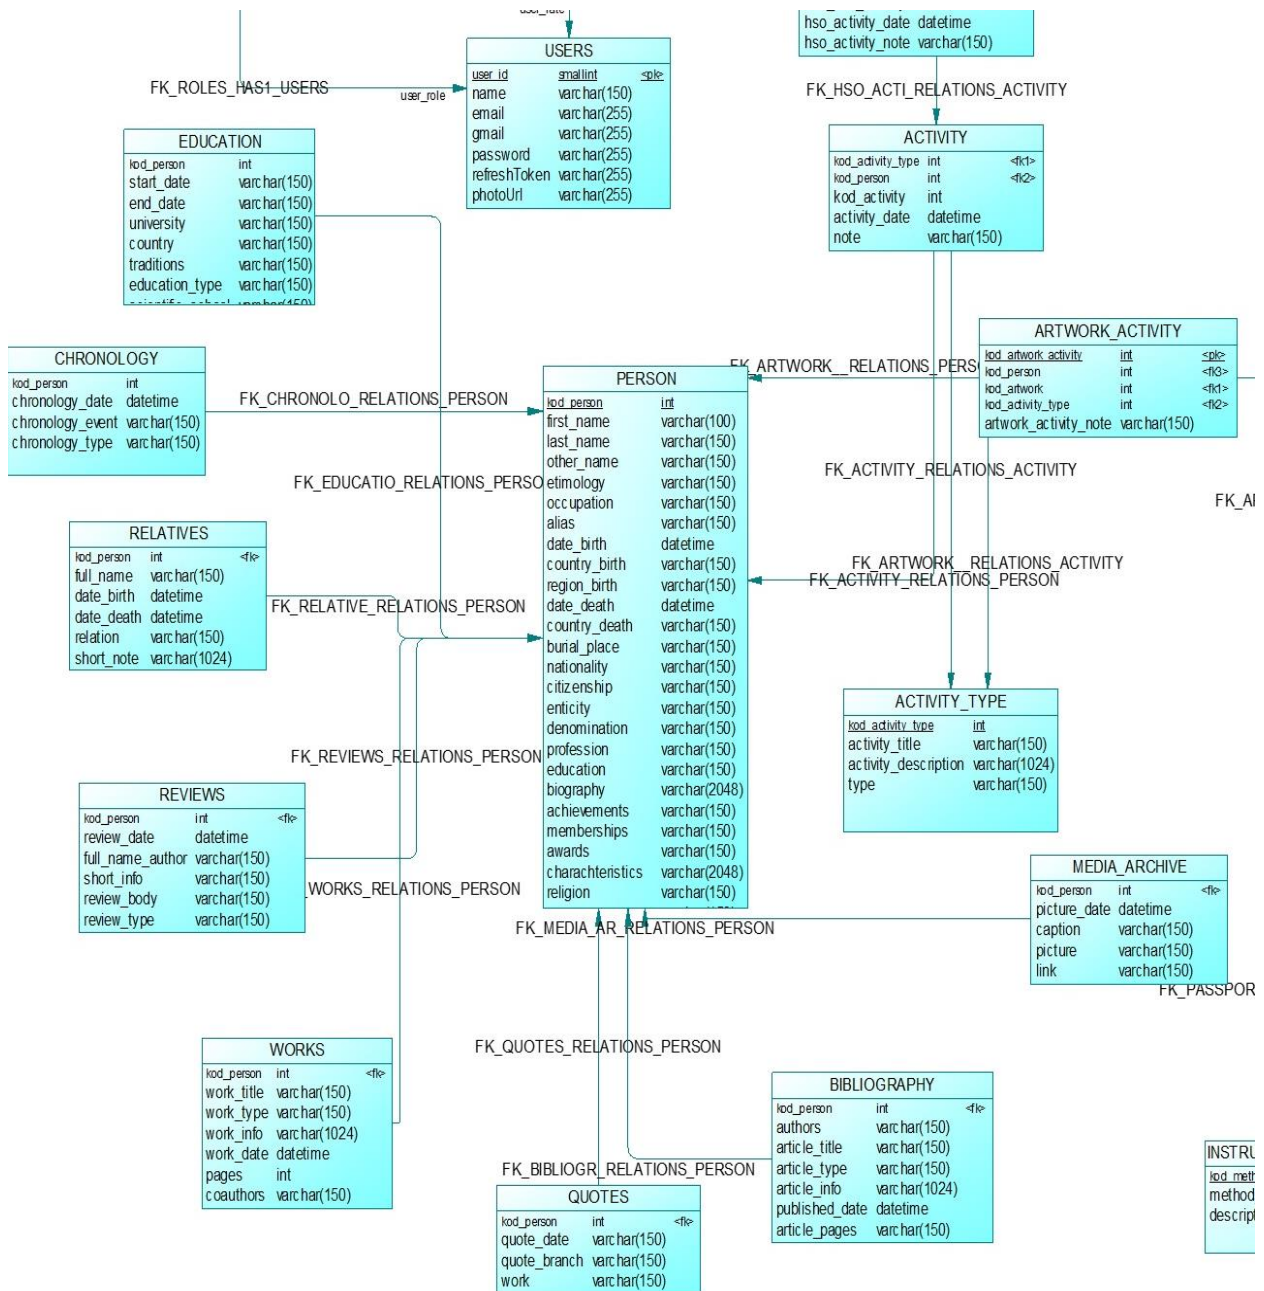 hso_activity_date datetime
hso_activity_note varchar(150)
FK_ROLES_HAS1_USERS
user_role
USERS
user_id smallint <pk>
name varchar(150)
email varchar(255)
gmail varchar(255)
password varchar(255)
refreshToken varchar(255)
photoUrl varchar(255)
FK_HSO_ACTI_RELATIONS_ACTIVITY
EDUCATION
kod_person int
start_date varchar(150)
end_date varchar(150)
university varchar(150)
country varchar(150)
traditions varchar(150)
education_type varchar(150)
ACTIVITY
kod_activity_type int <fk1>
kod_person int <fk2>
kod_activity int
activity_date datetime
note varchar(150)
CHRONOLOGY
kod_person int
chronology_date datetime
chronology_event varchar(150)
chronology_type varchar(150)
FK_CHRONOLO_RELATIONS_PERSON
FK_EDUCATIO_RELATIONS_PERSO
FK_ARTWORK__RELATIONS_PERS
ARTWORK_ACTIVITY
kod_artwork_activity int <pk>
kod_person int <fk3>
kod_artwork int <fk1>
kod_activity_type int <fk2>
artwork_activity_note varchar(150)
PERSON
kod_person int
first_name varchar(100)
last_name varchar(150)
other_name varchar(150)
etimology varchar(150)
occupation varchar(150)
alias varchar(150)
date_birth datetime
country_birth varchar(150)
region_birth varchar(150)
date_death datetime
country_death varchar(150)
burial_place varchar(150)
nationality varchar(150)
citizenship varchar(150)
enticity varchar(150)
denomination varchar(150)
profession varchar(150)
education varchar(150)
biography varchar(2048)
achievements varchar(150)
memberships varchar(150)
awards varchar(150)
charachteristics varchar(2048)
religion varchar(150)
FK_ACTIVITY_RELATIONS_ACTIVITY
FK_ARTWORK__RELATIONS_ACTIVITY
FK_ACTIVITY_RELATIONS_PERSON
RELATIVES
kod_person int <fk>
full_name varchar(150)
date_birth datetime
date_death datetime
relation varchar(150)
short_note varchar(1024)
FK_RELATIVE_RELATIONS_PERSON
ACTIVITY_TYPE
kod_activity_type int
activity_title varchar(150)
activity_description varchar(1024)
type varchar(150)
FK_REVIEWS_RELATIONS_PERSON
REVIEWS
kod_person int <fk>
review_date datetime
full_name_author varchar(150)
short_info varchar(150)
review_body varchar(150)
review_type varchar(150)
_WORKS_RELATIONS_PERSON
FK_MEDIA_AR_RELATIONS_PERSON
MEDIA_ARCHIVE
kod_person int <fk>
picture_date datetime
caption varchar(150)
picture varchar(150)
link varchar(150)
FK_PASSPOR
WORKS
kod_person int <fk>
work_title varchar(150)
work_type varchar(150)
work_info varchar(1024)
work_date datetime
pages int
coauthors varchar(150)
FK_QUOTES_RELATIONS_PERSON
FK_BIBLIOGR_RELATIONS_PERSON
BIBLIOGRAPHY
kod_person int <fk>
authors varchar(150)
article_title varchar(150)
article_type varchar(150)
article_info varchar(1024)
published_date datetime
article_pages varchar(150)
QUOTES
kod_person int <fk>
quote_date varchar(150)
quote_branch varchar(150)
work varchar(150)
INSTRU
kod_meth
method
descript